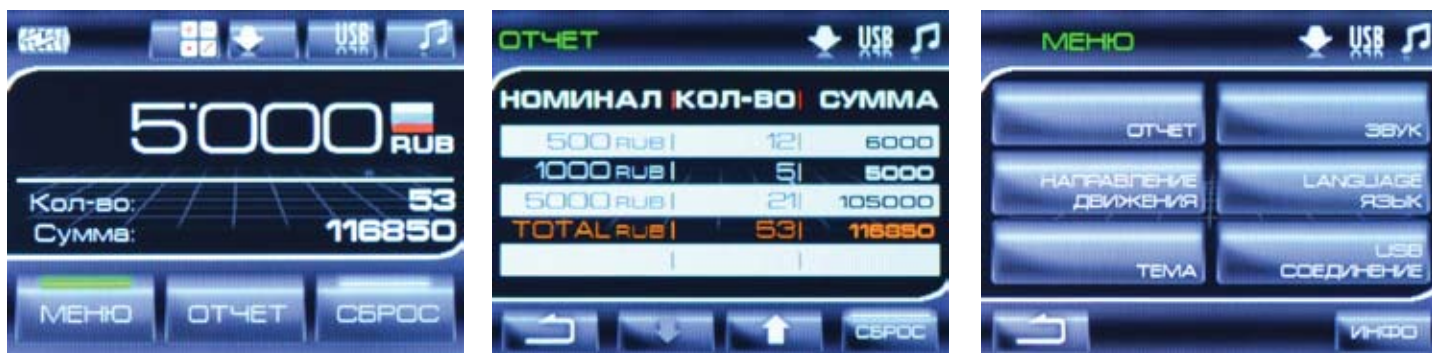 USB
5'000 RUB
Кол-во: 53
Сумма: 116850
МЕНЮ ОТЧЕТ СБРОС
ОТЧЕТ USB
НОМИНАЛ КОЛ-ВО СУММА
500 RUB 12 6000
1000 RUB 5 5000
5000 RUB 21 105000
TOTAL RUB 53 116850
СБРОС
МЕНЮ USB
ОТЧЕТ ЗВУК
НАПРАВЛЕНИЕ
ДВИЖЕНИЯ
LANGUAGE
ЯЗЫК
ТЕМА
USB
СОЕДИНЕНИЕ
ИНФО